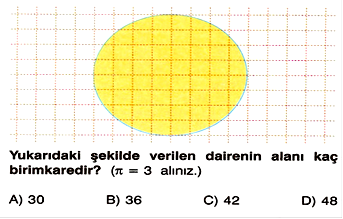 Yukarıdaki şekilde verilen dairenin alanı kaç
birimkaredir? (π = 3 alınız.)
A) 30 B) 36 C) 42 D) 48